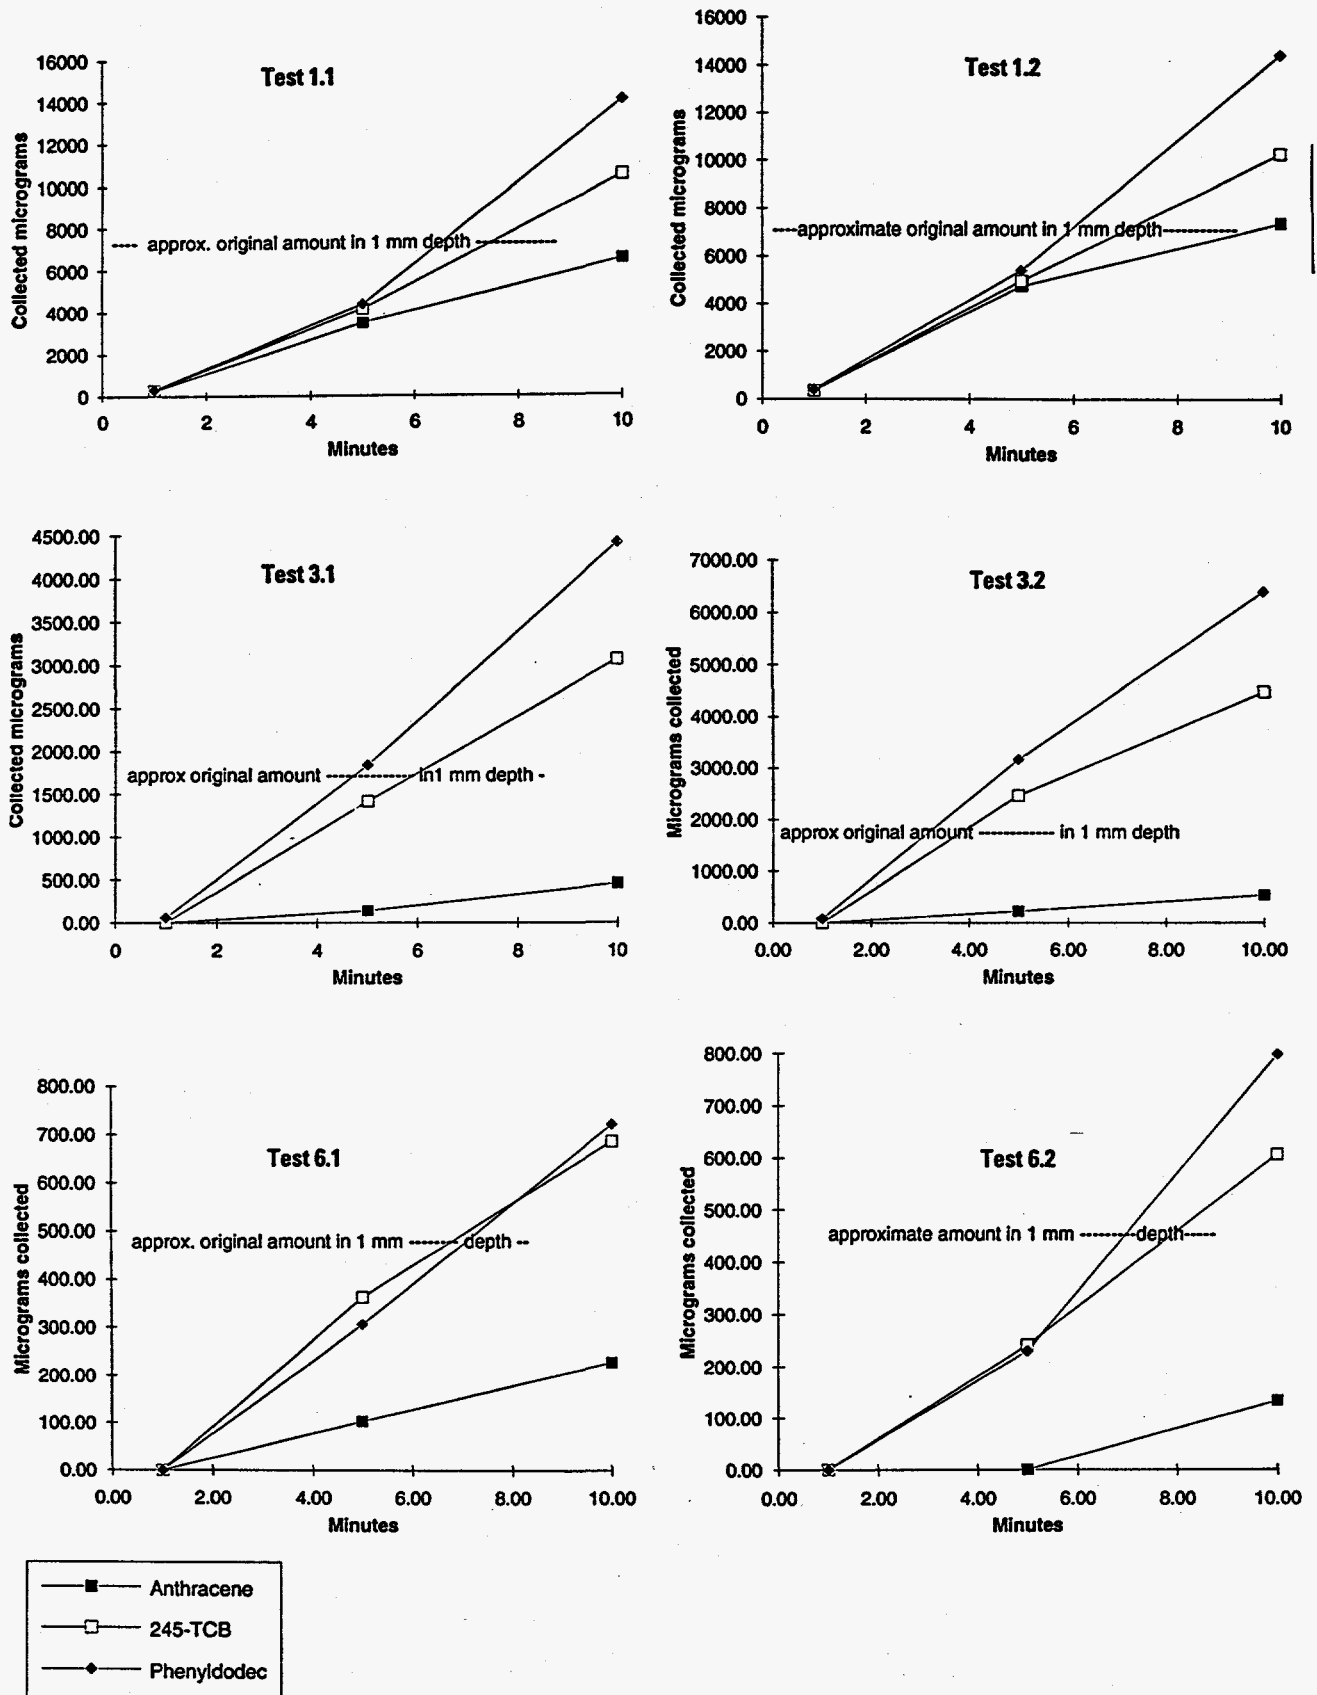 Test 1.1
Collected micrograms
16000
14000
12000
10000
8000
6000
4000
2000
0
approx. original amount in 1 mm depth
0 2 4 6 8 10
Minutes
Test 1.2
Collected micrograms
16000
14000
12000
10000
8000
6000
4000
2000
0
approximate original amount in 1 mm depth
0 2 4 6 8 10
Minutes
Test 3.1
Collected micrograms
4500.00
4000.00
3500.00
3000.00
2500.00
2000.00
1500.00
1000.00
500.00
0.00
approx original amount in1 mm depth
0 2 4 6 8 10
Minutes
Test 3.2
Micrograms collected
7000.00
6000.00
5000.00
4000.00
3000.00
2000.00
1000.00
0.00
approx original amount in 1 mm depth
0.00 2.00 4.00 6.00 8.00 10.00
Minutes
Test 6.1
Micrograms collected
800.00
700.00
600.00
500.00
400.00
300.00
200.00
100.00
0.00
approx. original amount in 1 mm depth
0.00 2.00 4.00 6.00 8.00 10.00
Minutes
Test 6.2
Micrograms collected
800.00
700.00
600.00
500.00
400.00
300.00
200.00
100.00
0.00
approximate amount in 1 mm depth
0.00 2.00 4.00 6.00 8.00 10.00
Minutes
Anthracene
245-TCB
Phenyldodec